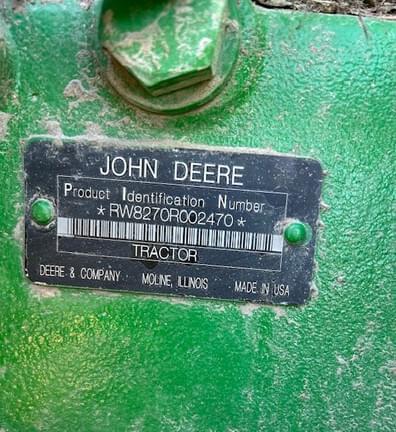 JOHN DEERE
Product Identification Number
*RW8270R002470*
TRACTOR
DEERE & COMPANY MOLINE, ILLINOIS MADE IN USA